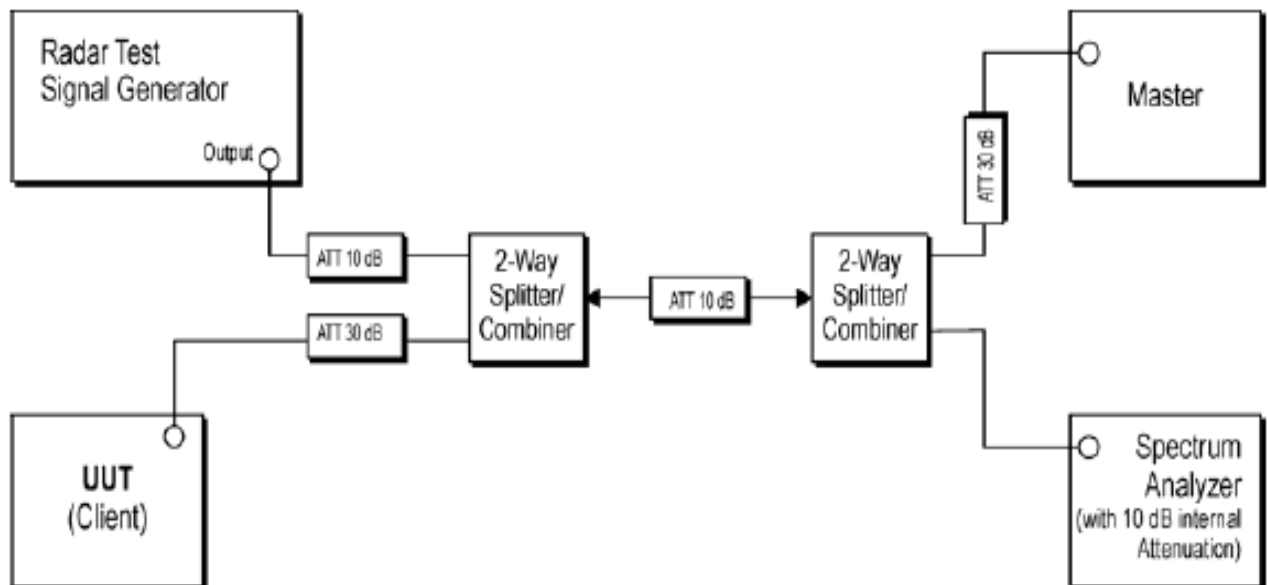 Radar Test
Signal Generator
Output
Master
ATT 30 dB
ATT 10 dB
2-Way
Splitter/
Combiner
ATT 10 dB
2-Way
Splitter/
Combiner
ATT 30 dB
UUT
(Client)
Spectrum
Analyzer
(with 10 dB internal
Attenuation)